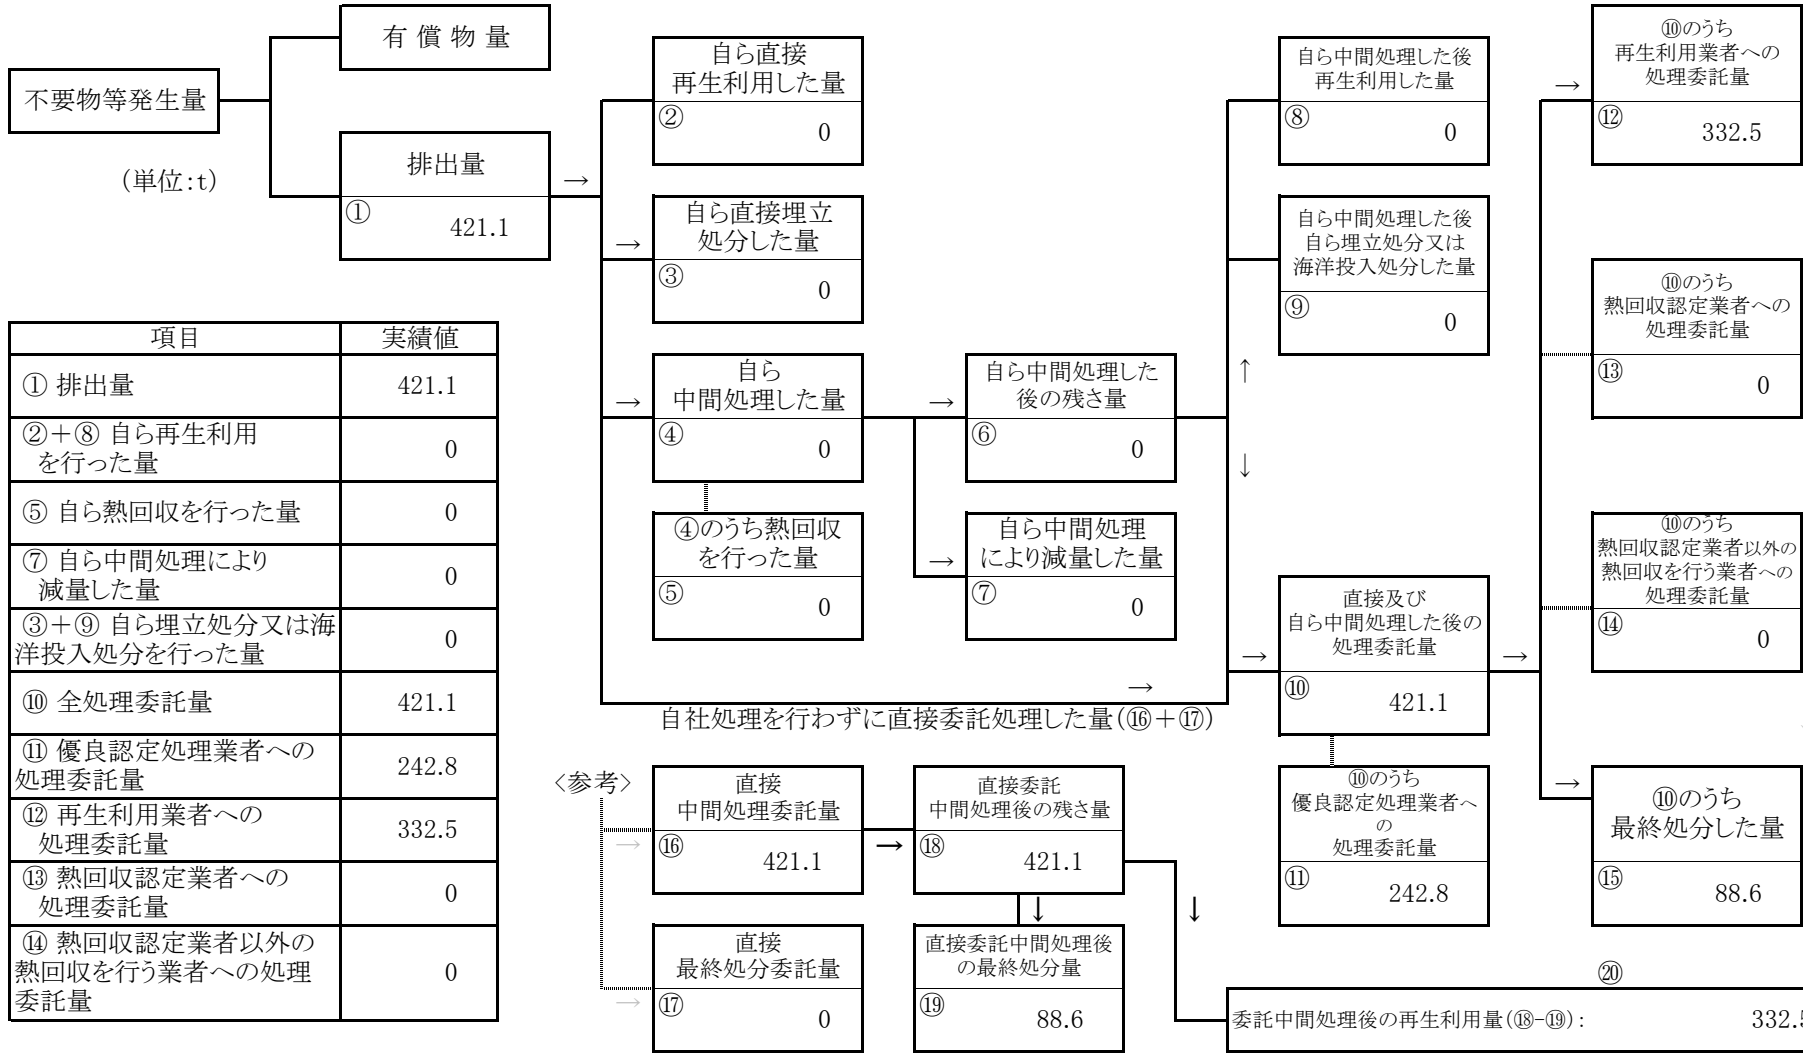 不要物等発生量
有 償 物 量
(単位:t)
排出量
①
421.1
→
自ら直接
再生利用した量
②
0
→
自ら直接埋立
処分した量
③
0
→
自ら
中間処理した量
④
0
④のうち熱回収
を行った量
⑤
0
→
自ら中間処理した
後の残さ量
⑥
0
→
自ら中間処理
により減量した量
⑦
0
→
自社処理を行わずに直接委託処理した量(⑯+⑰)
↑
↓
自ら中間処理した後
再生利用した量
⑧
0
自ら中間処理した後
自ら埋立処分又は
海洋投入処分した量
⑨
0
→
直接及び
自ら中間処理した後の
処理委託量
⑩
421.1
⑩のうち
優良認定処理業者へ
の
処理委託量
⑪
242.8
→
→
⑩のうち
再生利用業者への
処理委託量
⑫
332.5
⑩のうち
熱回収認定業者への
処理委託量
⑬
0
⑩のうち
熱回収認定業者以外の
熱回収を行う業者への
処理委託量
⑭
0
→
⑩のうち
最終処分した量
⑮
88.6
項目 実績値
① 排出量 421.1
②+⑧ 自ら再生利用
を行った量 0
⑤ 自ら熱回収を行った量 0
⑦ 自ら中間処理により
減量した量 0
③+⑨ 自ら埋立処分又は海
洋投入処分を行った量 0
⑩ 全処理委託量 421.1
⑪ 優良認定処理業者への
処理委託量 242.8
⑫ 再生利用業者への
処理委託量 332.5
⑬ 熱回収認定業者への
処理委託量 0
⑭ 熱回収認定業者以外の
熱回収を行う業者への処理
委託量 0
〈参考〉
→
直接
中間処理委託量
⑯
421.1
→
直接委託
中間処理後の残さ量
⑱
421.1
↓
↓
→
直接
最終処分委託量
⑰
0
直接委託中間処理後
の最終処分量
⑲
88.6
⑳
委託中間処理後の再生利用量(⑱-⑲): 332.5